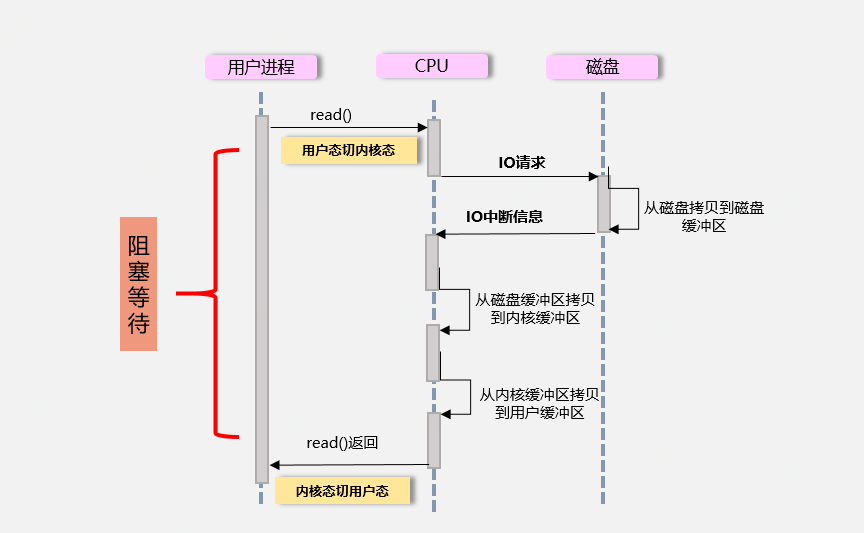 用户进程
CPU
磁盘
read()
用户态切内核态
IO请求
从磁盘拷贝到磁盘
缓冲区
IO中断信息
阻
塞
等
待
从磁盘缓冲区拷贝
到内核缓冲区
从内核缓冲区拷贝
到用户缓冲区
read()返回
内核态切用户态